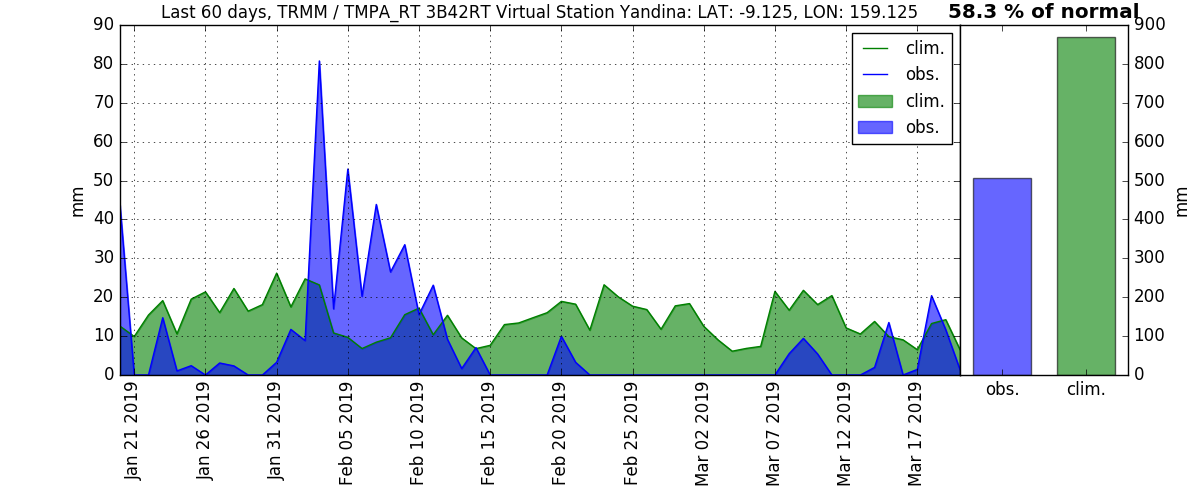 Last 60 days, TRMM / TMPA_RT 3B42RT Virtual Station Yandina: LAT: -9.125, LON: 159.125
58.3 % of normal
90
80
70
60
50
40
30
20
10
0
mm
clim.
obs.
clim.
obs.
900
800
700
600
500
400
300
200
100
0
mm
Jan 21 2019
Jan 26 2019
Jan 31 2019
Feb 05 2019
Feb 10 2019
Feb 15 2019
Feb 20 2019
Feb 25 2019
Mar 02 2019
Mar 07 2019
Mar 12 2019
Mar 17 2019
obs.
clim.